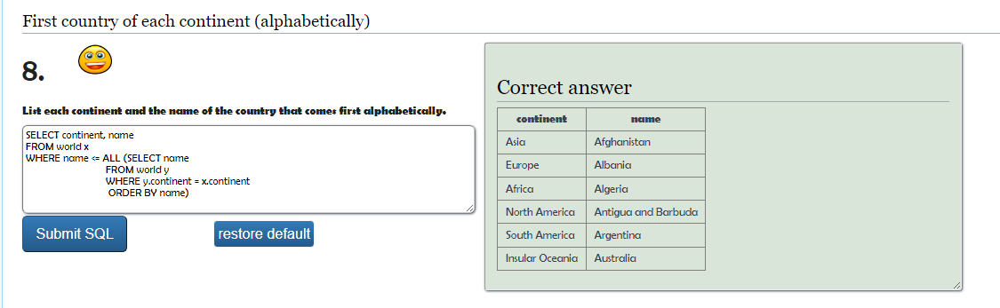 First country of each continent (alphabetically)
8.
List each continent and the name of the country that comes first alphabetically.
SELECT continent, name
FROM world x
WHERE name <= ALL (SELECT name
FROM world y
WHERE y.continent = x.continent
ORDER BY name)
Submit SQL
restore default
Correct answer
continent name
Asia Afghanistan
Europe Albania
Africa Algeria
North America Antigua and Barbuda
South America Argentina
Insular Oceania Australia